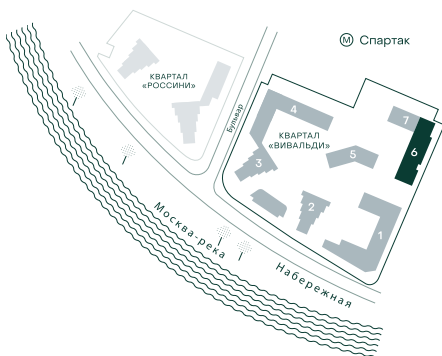 М Спартак
КВАРТАЛ
«РОССИНИ»
Бульвар
4
7
КВАРТАЛ
«ВИВАЛЬДИ»
6
5
3
2
1
Москва-река
Набережная